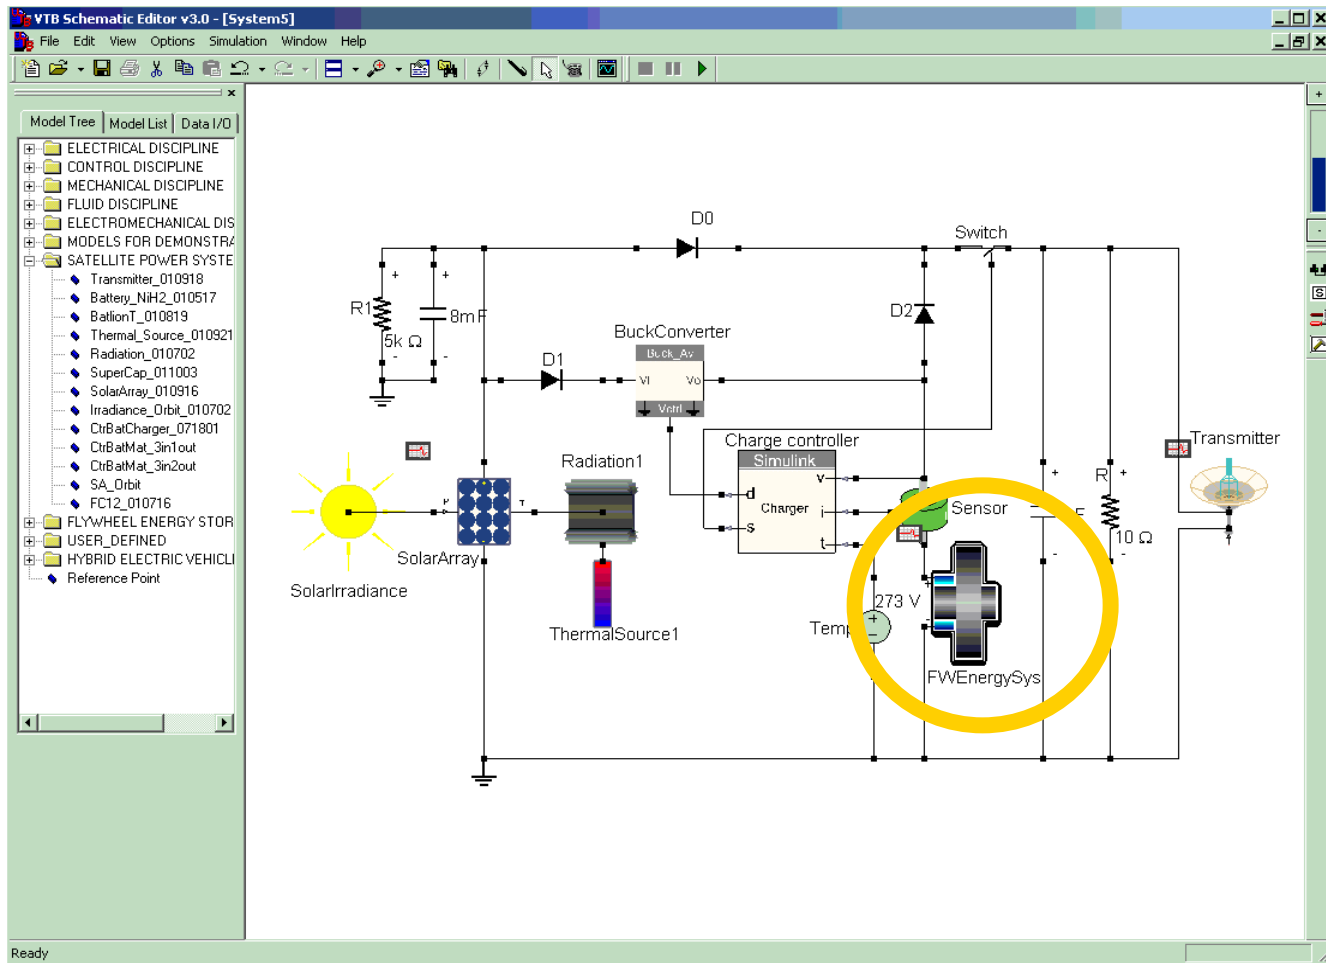 VTB Schematic Editor v3.0 - [System5]
File Edit View Options Simulation Window Help
Model Tree Model List Data I/O
ELECTRICAL DISCIPLINE
CONTROL DISCIPLINE
MECHANICAL DISCIPLINE
FLUID DISCIPLINE
ELECTROMECHANICAL DIS
MODELS FOR DEMONSTRA
SATELLITE POWER SYSTE
Transmitter_010918
Battery_NiH2_010517
BatlionT_010819
Thermal_Source_010921
Radiation_010702
SuperCap_011003
SolarArray_010916
Irradiance_Orbit_010702
CtrBatCharger_071801
CtrBatMat_3in1out
CtrBatMat_3in2out
SA_Orbit
FC12_010716
FLYWHEEL ENERGY STOR
USER_DEFINED
HYBRID ELECTRIC VEHICLI
Reference Point
D0
Switch
R1
5k Ω
8mF
D2
BuckConverter
Buck_Av
VI Vo
Vctrl
D1
Charge controller
Simulink
Charger
d
s
v
i
t
Radiation1
SolarArray
SolarIrradiance
ThermalSource1
Sensor
273 V
Temp
FWEnergySys
F
R
10 Ω
Transmitter
Ready